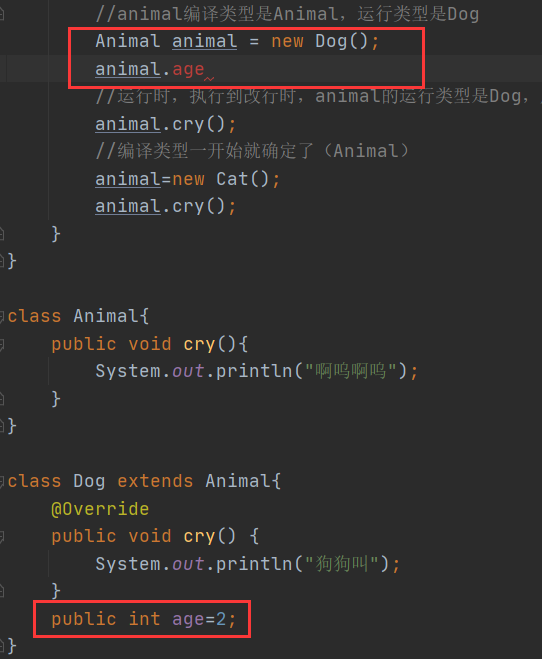 //animal编译类型是Animal，运行类型是Dog
Animal animal = new Dog();
animal.age
//运行时，执行到改行时，animal的运行类型是Dog，
animal.cry();
//编译类型一开始就确定了（Animal）
animal=new Cat();
animal.cry();
}
}
class Animal{
public void cry(){
System.out.println("啊呜啊呜");
}
}
class Dog extends Animal{
@Override
public void cry() {
System.out.println("狗狗叫");
}
public int age=2;
}